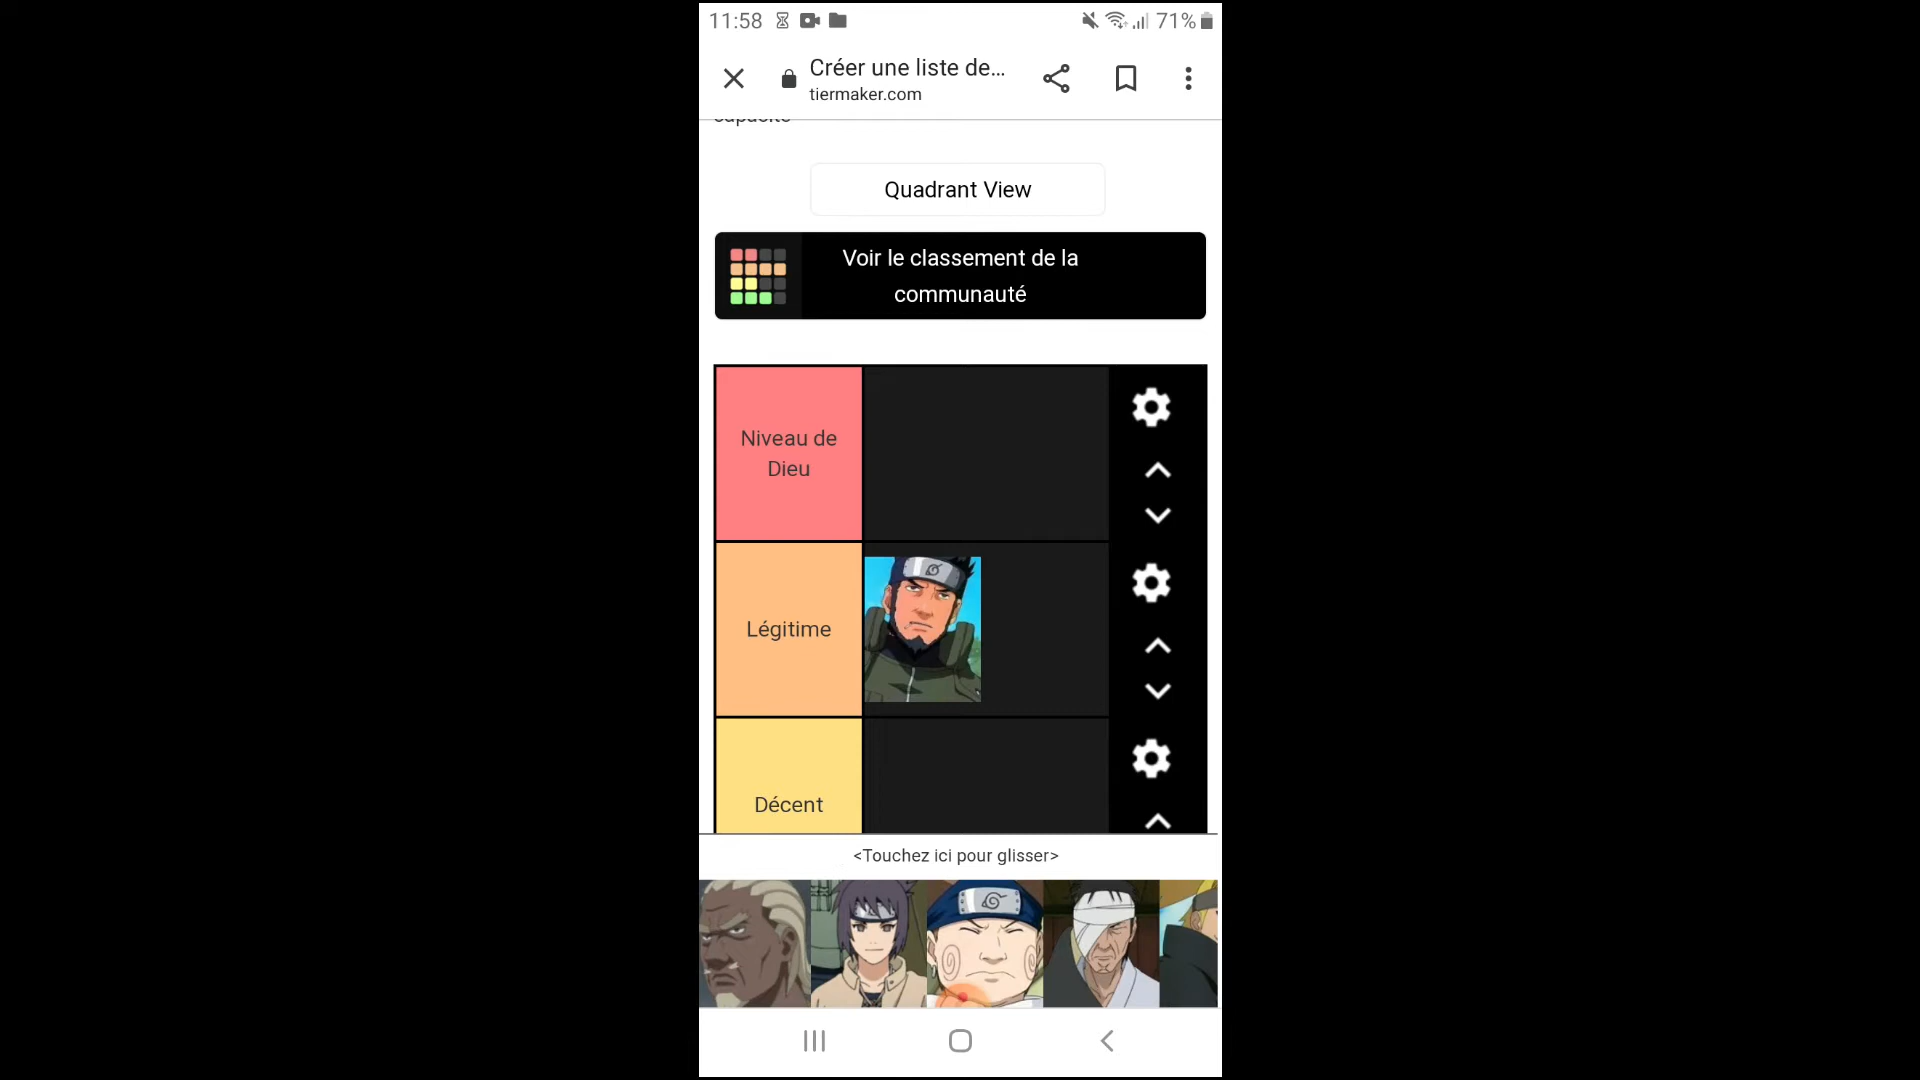 11:58 71%
Créer une liste de...
tiermaker.com
capacité
Quadrant View
Voir le classement de la
communauté
Niveau de
Dieu
Légitime
Décent
<Touchez ici pour glisser>